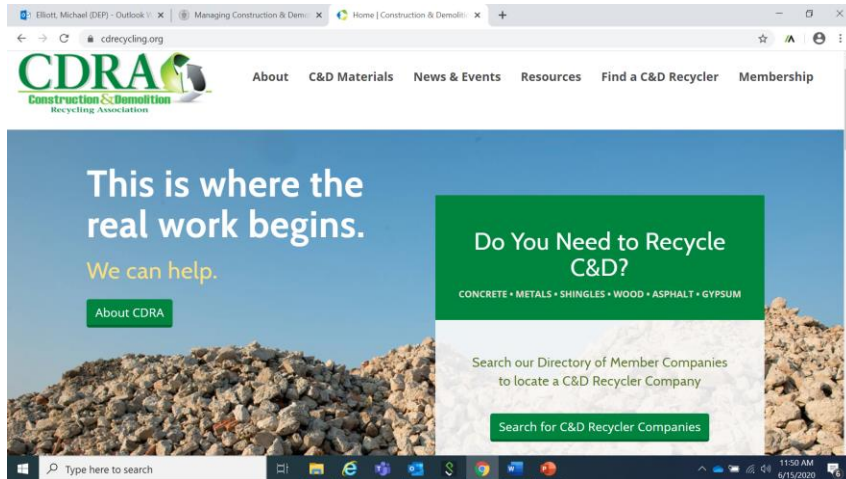 Elliott, Michael (DEP) - Outlook W
Managing Construction & Demo
Home | Construction & Demoliti
cdrecycling.org
CDRA
Construction & Demolition
Recycling Association
About
C&D Materials
News & Events
Resources
Find a C&D Recycler
Membership
This is where the
real work begins.
We can help.
About CDRA
Do You Need to Recycle
C&D?
CONCRETE • METALS • SHINGLES • WOOD • ASPHALT • GYPSUM
Search our Directory of Member Companies
to locate a C&D Recycler Company
Search for C&D Recycler Companies
Type here to search
11:50 AM
6/15/2020